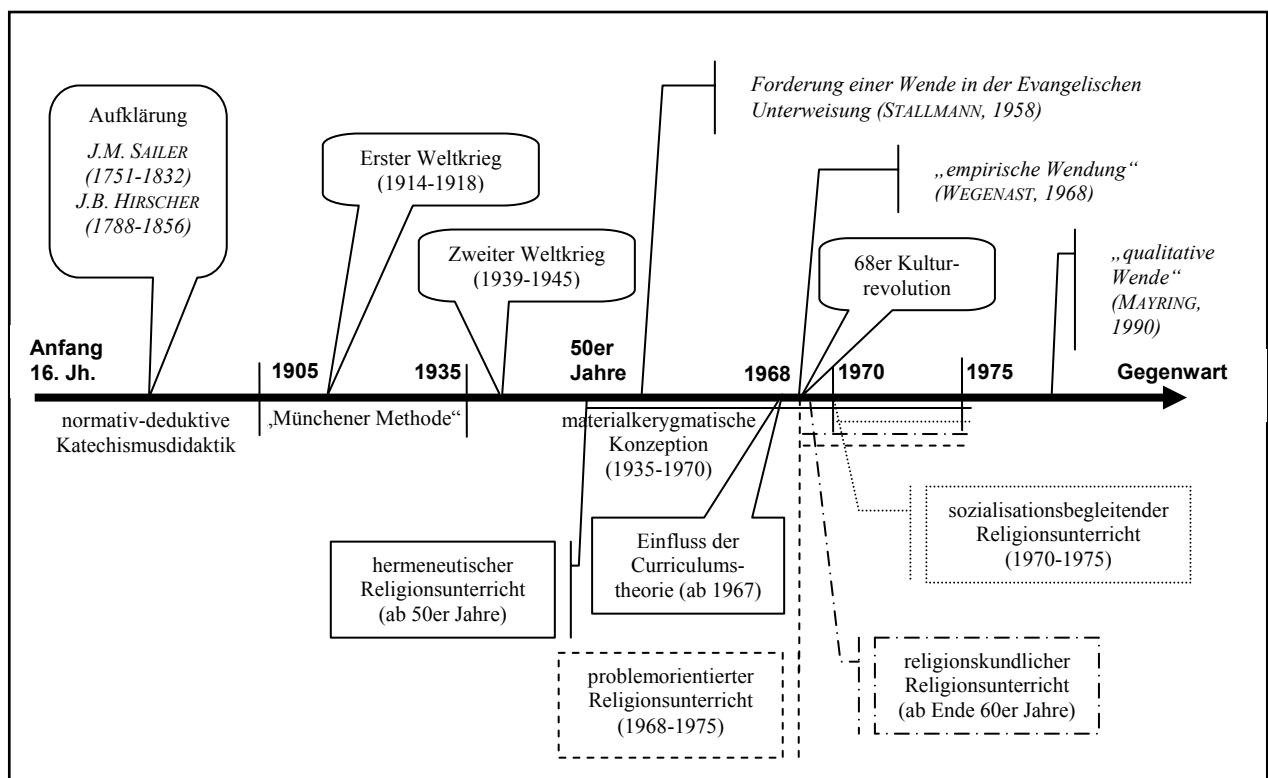 Forderung einer Wende in der Evangelischen
Unterweisung (STALLMANN, 1958)
Aufklärung
J.M. SAILER
(1751-1832)
J.B. HIRSCHER
(1788-1856)
Erster Weltkrieg
(1914-1918)
„empirische Wendung“
(WEGENAST, 1968)
Zweiter Weltkrieg
(1939-1945)
68er Kultur-
revolution
„qualitative
Wende“
(MAYRING,
1990)
Anfang
16. Jh.
1905
1935
50er
Jahre
1968
1970
1975
Gegenwart
normativ-deduktive
Katechismusdidaktik
‚Münchener Methode“
materialkerygmatische
Konzeption
(1935-1970)
hermeneutischer
Religionsunterricht
(ab 50er Jahre)
Einfluss der
Curriculums-
theorie (ab 1967)
sozialisationsbegleitender
Religionsunterricht
(1970-1975)
problemorientierter
Religionsunterricht
(1968-1975)
religionskundlicher
Religionsunterricht
(ab Ende 60er Jahre)